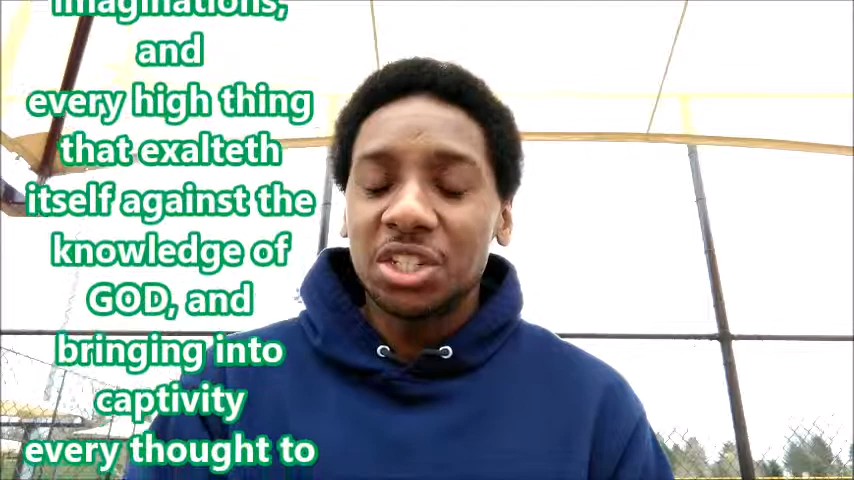 imaginations,
and
every high thing
that exalteth
itself against the
knowledge of
GOD, and
bringing into
captivity
every thought to